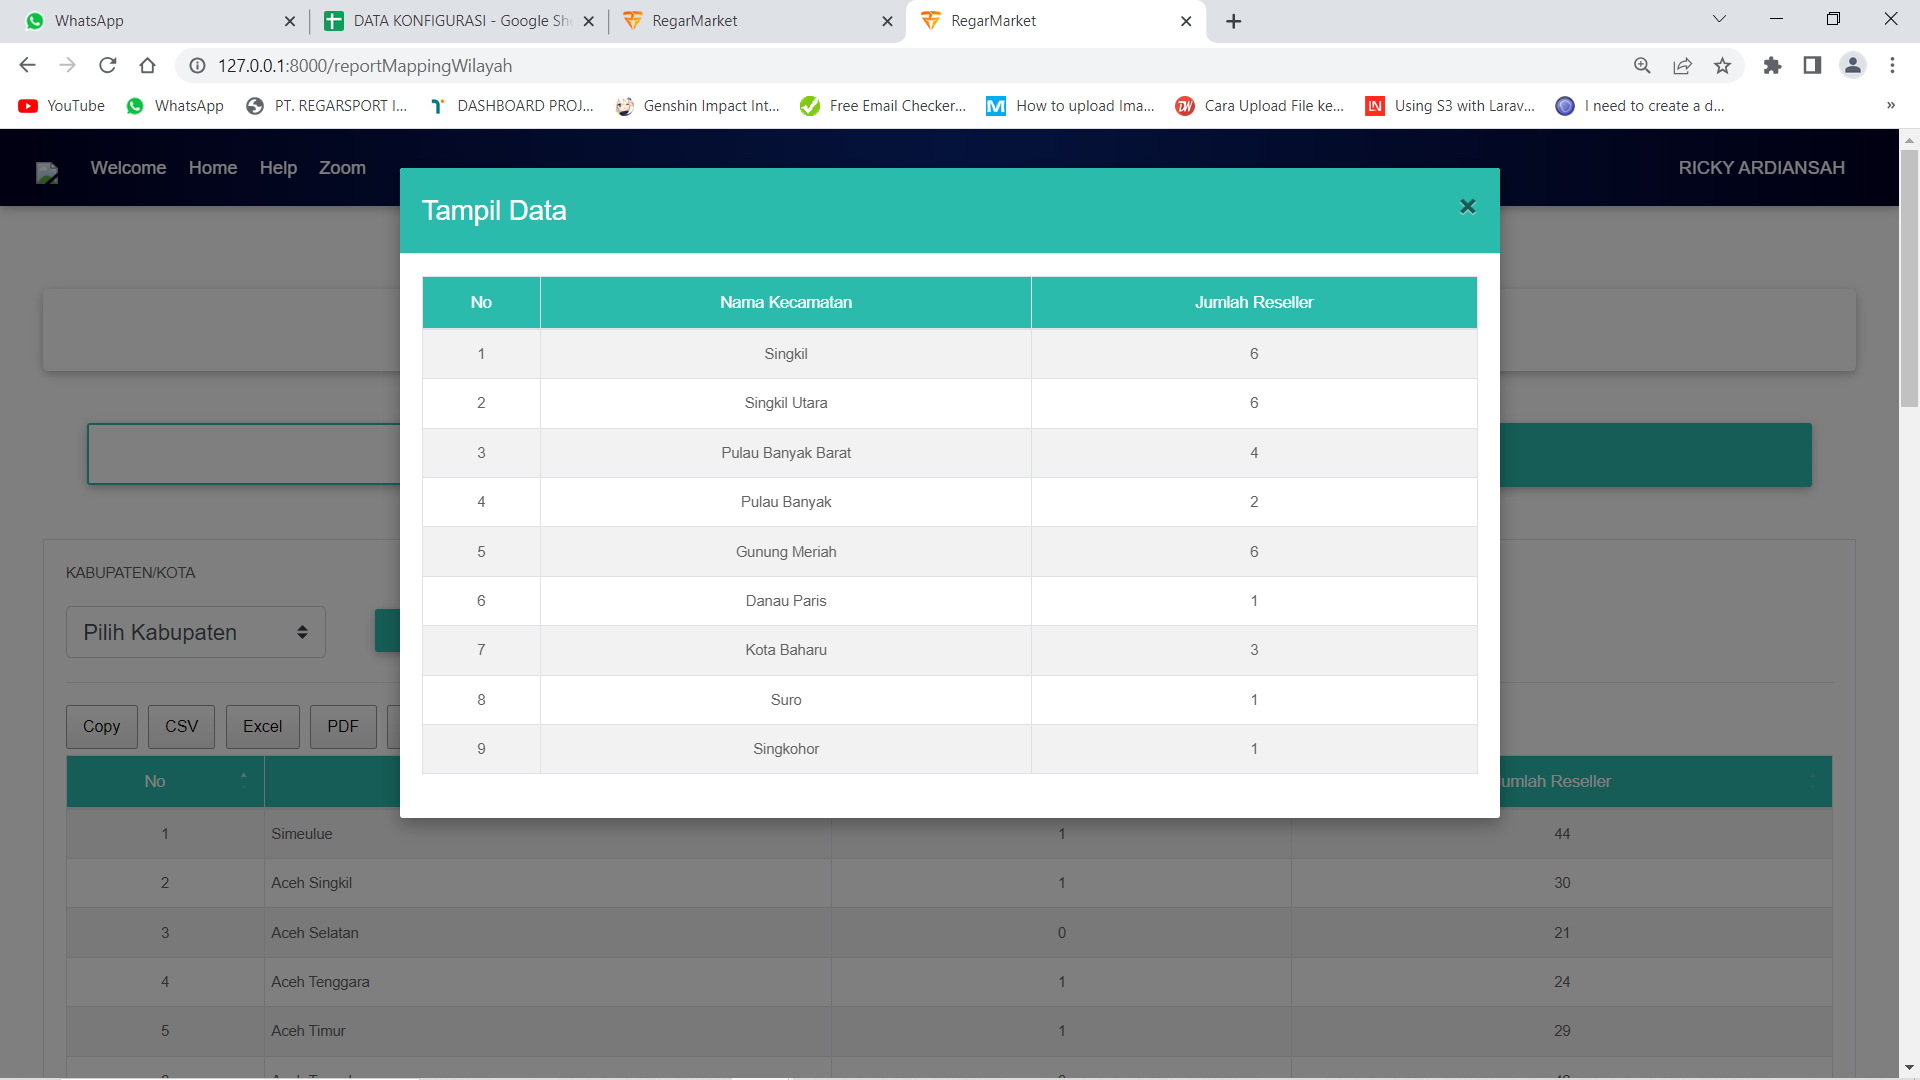 WhatsApp
DATA KONFIGURASI - Google She
RegarMarket
RegarMarket
127.0.0.1:8000/reportMappingWilayah
YouTube
WhatsApp
PT. REGARSPORT I...
DASHBOARD PROJ...
Genshin Impact Int...
Free Email Checker...
How to upload Ima...
Cara Upload File ke...
Using S3 with Larav...
I need to create a d...
»
Welcome Home Help Zoom
RICKY ARDIANSAH
Tampil Data
×
No Nama Kecamatan Jumlah Reseller
1 Singkil 6
2 Singkil Utara 6
3 Pulau Banyak Barat 4
4 Pulau Banyak 2
5 Gunung Meriah 6
6 Danau Paris 1
7 Kota Baharu 3
8 Suro 1
9 Singkohor 1
KABUPATEN/KOTA
Pilih Kabupaten
Copy CSV Excel PDF
No umlah Reseller
1 Simeulue 1 44
2 Aceh Singkil 1 30
3 Aceh Selatan 0 21
4 Aceh Tenggara 1 24
5 Aceh Timur 1 29